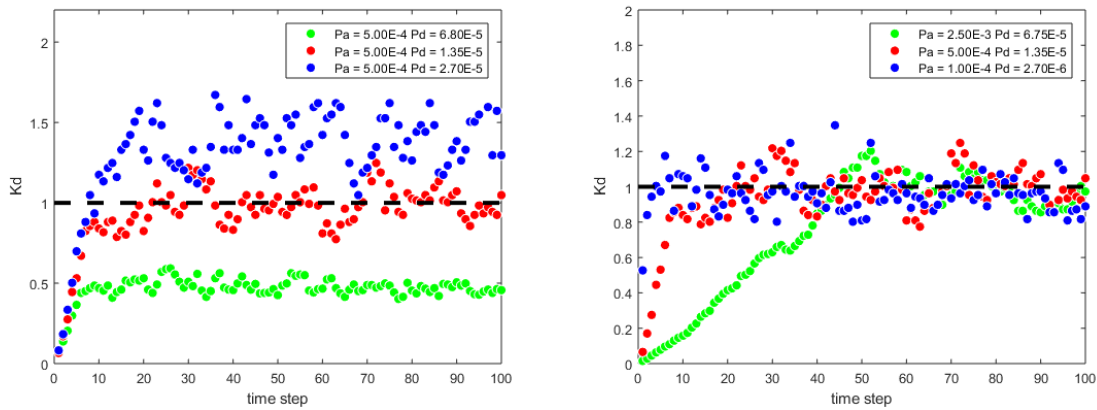 2
1.5
1
0.5
0
Kd
0 10 20 30 40 50 60 70 80 90 100
time step
Pa = 5.00E-4 Pd = 6.80E-5
Pa = 5.00E-4 Pd = 1.35E-5
Pa = 5.00E-4 Pd = 2.70E-5
2
1.8
1.6
1.4
1.2
1
0.8
0.6
0.4
0.2
0
Kd
0 10 20 30 40 50 60 70 80 90 100
time step
Pa = 2.50E-3 Pd = 6.75E-5
Pa = 5.00E-4 Pd = 1.35E-5
Pa = 1.00E-4 Pd = 2.70E-6